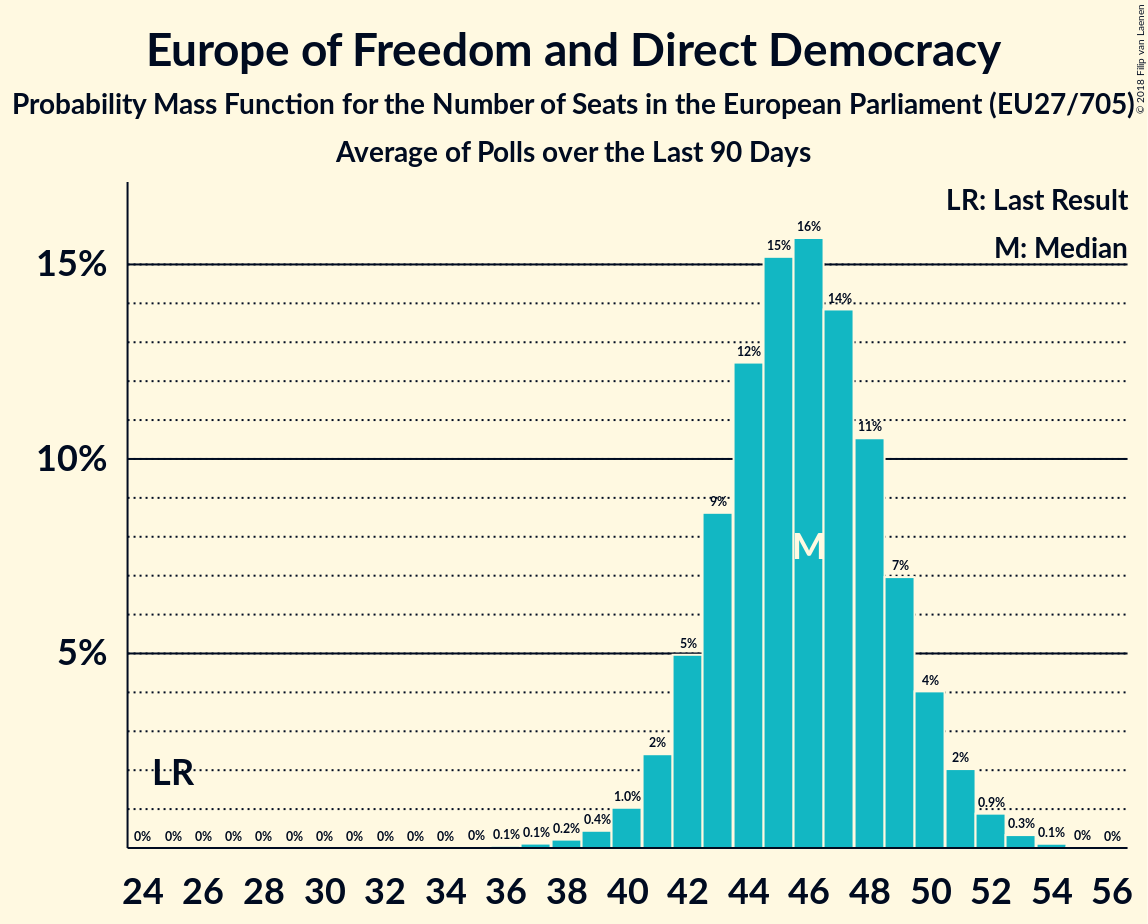 Europe of Freedom and Direct Democracy
Probability Mass Function for the Number of Seats in the European Parliament (EU27/705)
Average of Polls over the Last 90 Days
© 2018 Filip van Laenen
LR: Last Result
M: Median
15%
10%
5%
16%
15%
14%
12%
11%
9%
M
7%
5%
4%
2%
2%
LR
1.0%
0.9%
0% 0% 0% 0% 0% 0% 0% 0% 0% 0% 0% 0% 0.1% 0.1% 0.2% 0.4% 0.3% 0.1% 0% 0%
24 26 28 30 32 34 36 38 40 42 44 46 48 50 52 54 56